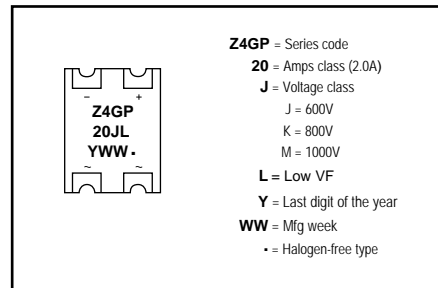 − +
Z4GP
20JL
YWW ▪
~ ~
Z4GP = Series code
20 = Amps class (2.0A)
J = Voltage class
J = 600V
K = 800V
M = 1000V
L = Low VF
Y = Last digit of the year
WW = Mfg week
▪ = Halogen-free type